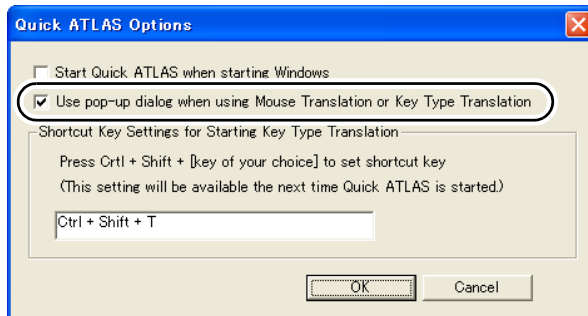 Quick ATLAS Options
Start Quick ATLAS when starting Windows
Use pop-up dialog when using Mouse Translation or Key Type Translation
Shortcut Key Settings for Starting Key Type Translation
Press Crtl + Shift + [key of your choice] to set shortcut key
(This setting will be available the next time Quick ATLAS is started.)
Ctrl + Shift + T
OK Cancel